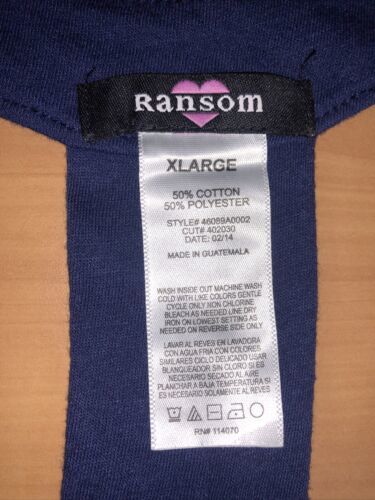 Ransom
XLARGE
50% COTTON
50% POLYESTER
STYLE# 46089A0002
CUT# 402030
DATE: 02/14
MADE IN GUATEMALA
WASH INSIDE OUT MACHINE WASH
COLD WITH LIKE COLORS GENTLE
CYCLE ONLY NON CHLORINE
BLEACH AS NEEDED LINE DRY
IRON ON LOWEST SETTING AS
NEEDED ON REVERSE SIDE ONLY
LAVAR AL REVES EN LAVADORA
CON AGUA FRIA CON COLORES
SIMILARES CICLO DELICADO USAR
BLANQUEADOR SIN CLORO SI ES
NECESARIO SECADO AL AIRE
PLANCHAR A BAJA TEMPERATURA SI
ES NECESARIO SOLAMENTE AL
REVES
RN# 114070